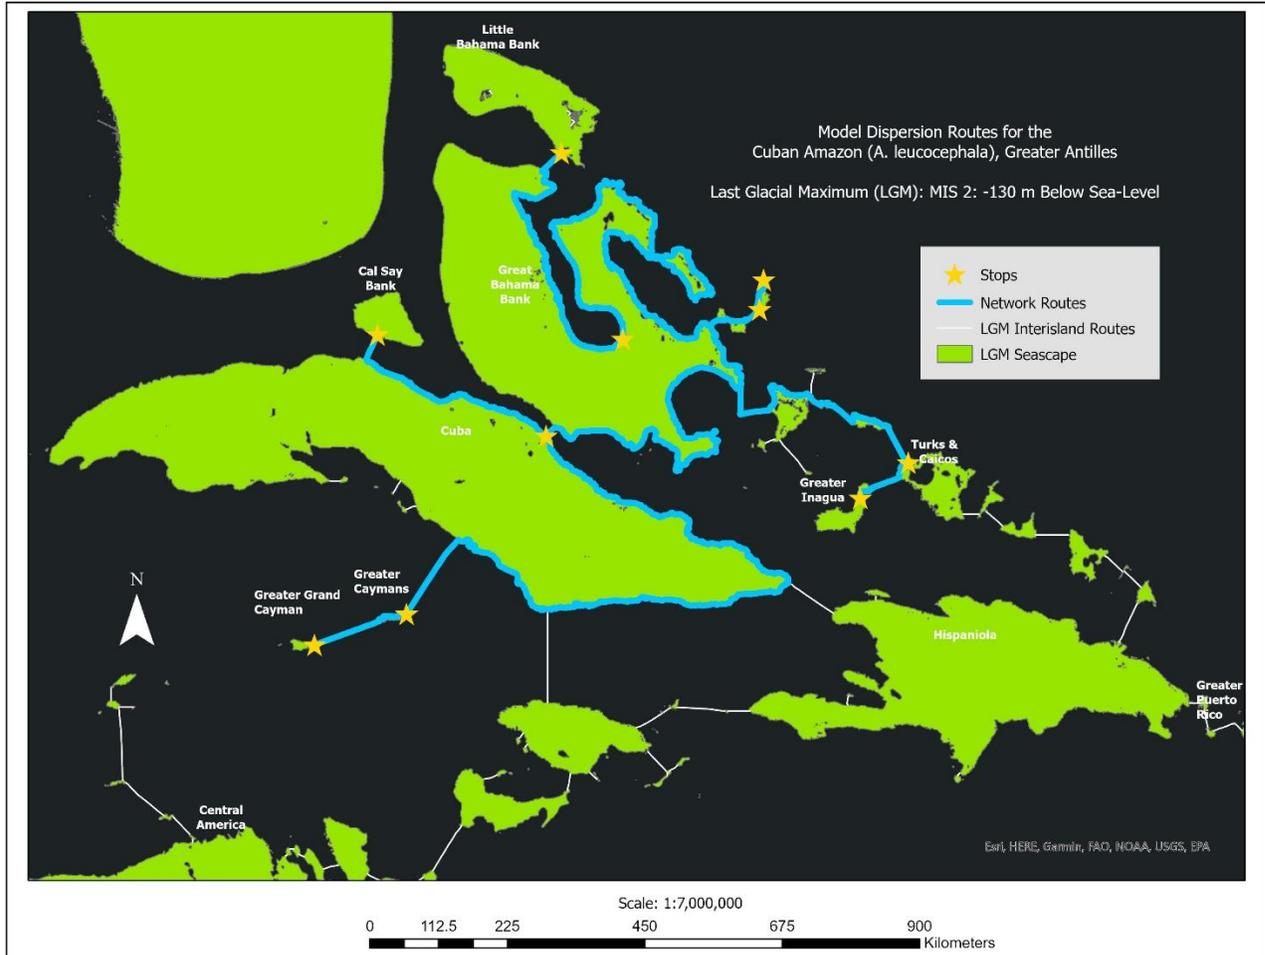 Little
Bahama Bank
Model Dispersion Routes for the
Cuban Amazon (A. leucocephala), Greater Antilles
Last Glacial Maximum (LGM): MIS 2: -130 m Below Sea-Level
Cal Say
Bank
Great
Bahama
Bank
Stops
Network Routes
LGM Interisland Routes
LGM Seascape
Cuba
Turks &
Caicos
Greater
Inagua
N
Greater Grand
Cayman
Greater
Caymans
Hispaniola
Greater
Puerto
Rico
Central
America
Esri, HERE, Garmin, FAO, NOAA, USGS, EPA
Scale: 1:7,000,000
0 112.5 225 450 675 900
Kilometers